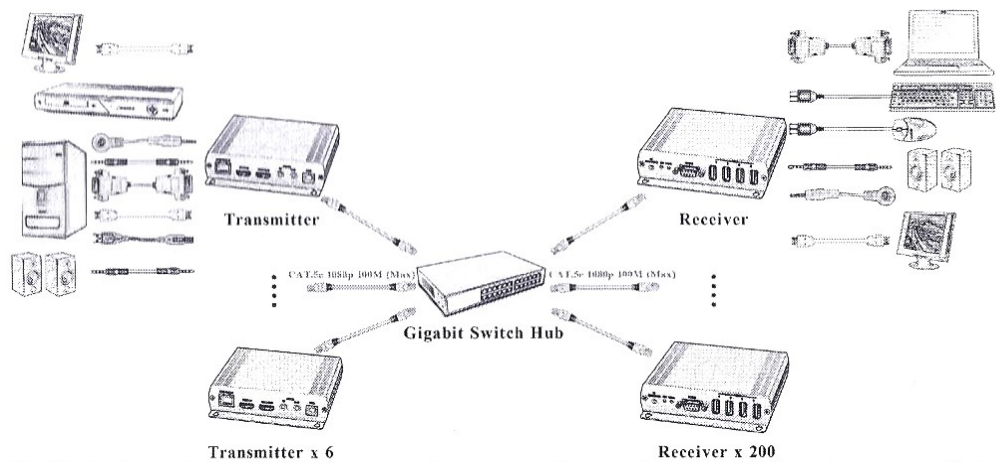 Transmitter
Receiver
CAT.5e 1080p 100M (Max)
CAT.5e 1080p 100M (Max)
Gigabit Switch Hub
Transmitter x 6
Receiver x 200